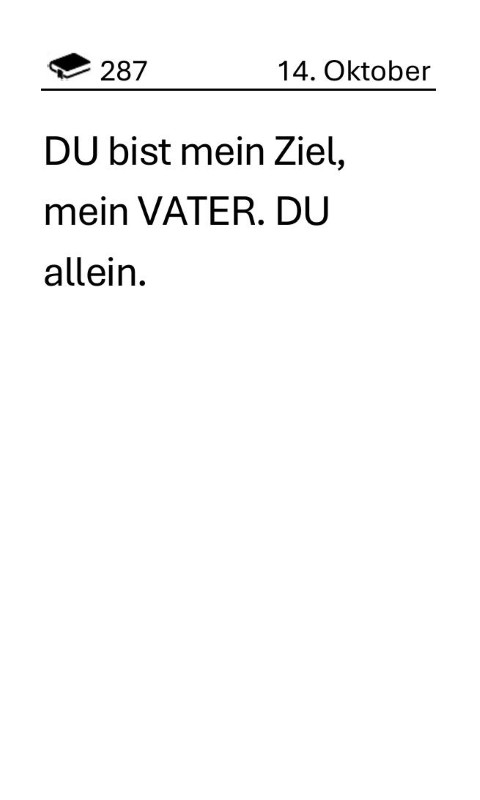 287 14. Oktober
DU bist mein Ziel,
mein VATER. DU
allein.